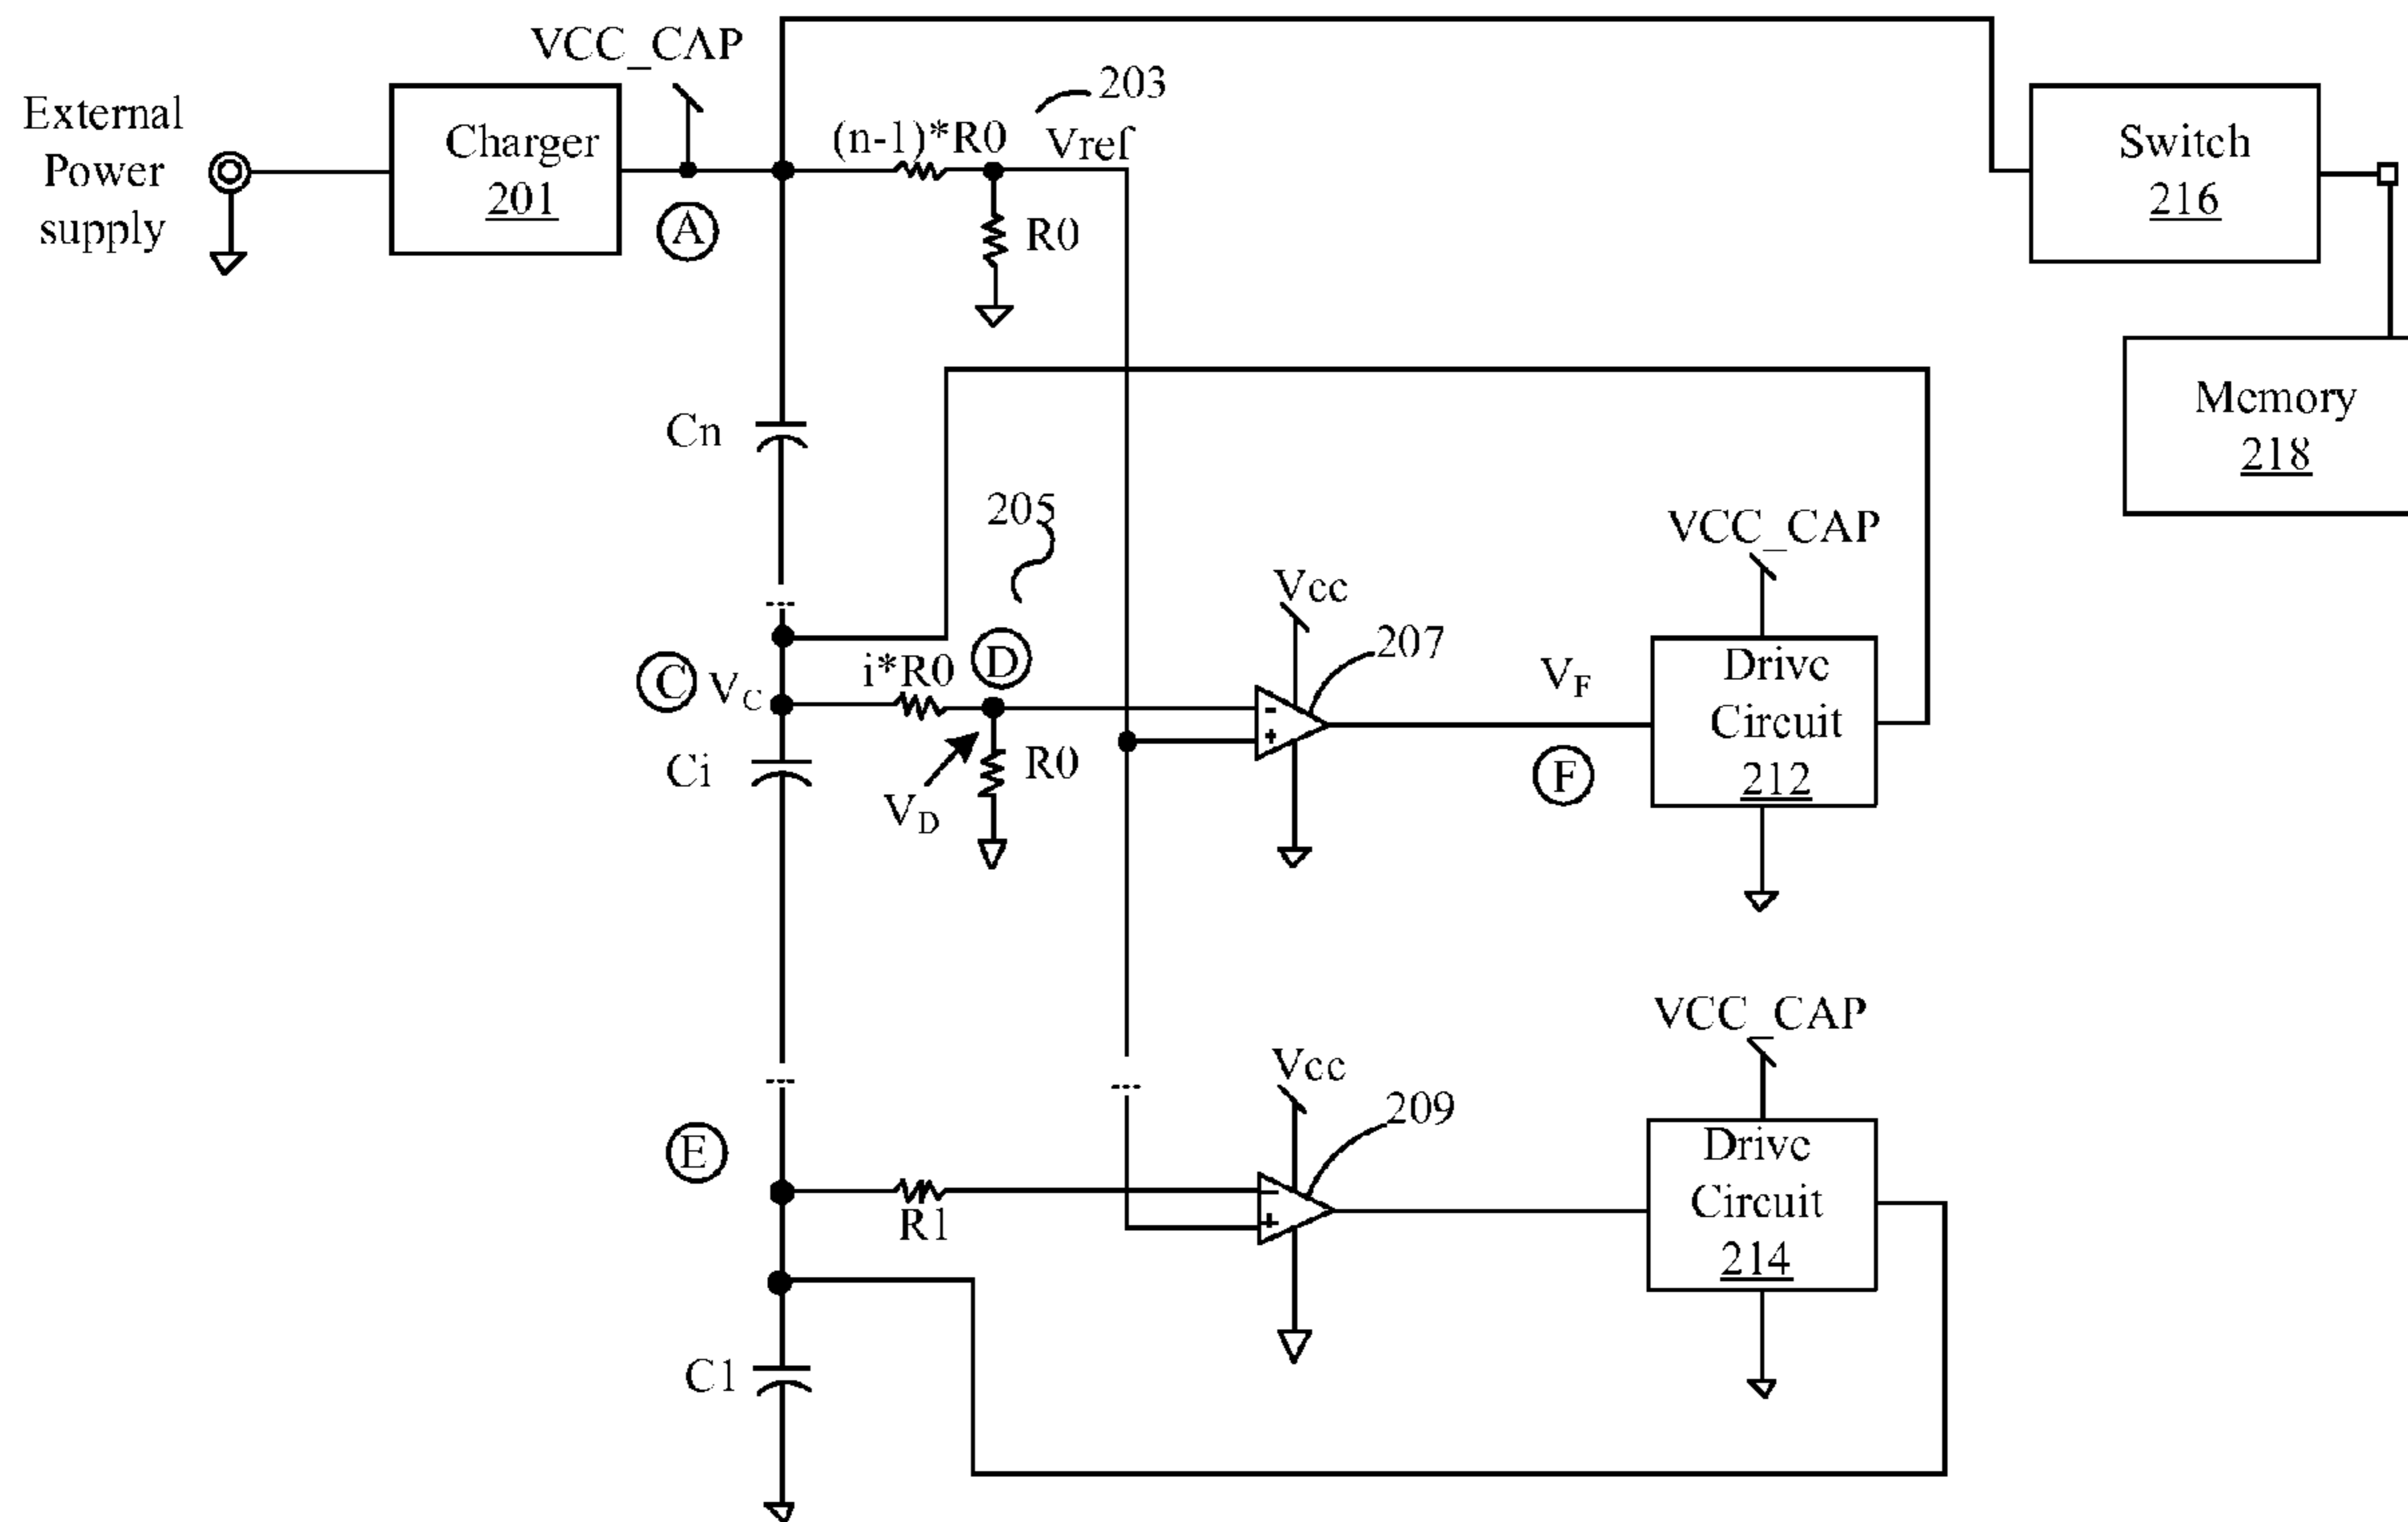 External
Power
supply
Charger
201
VCC_CAP
A
(n-1)*R0
203
Vref
R0
Switch
216
Memory
218
Cn
205
C
VC
i*R0
D
Ci
VD
R0
Vcc
-
+
207
VF
F
VCC_CAP
Drive
Circuit
212
E
R1
Vcc
-
+
209
VCC_CAP
Drive
Circuit
214
C1